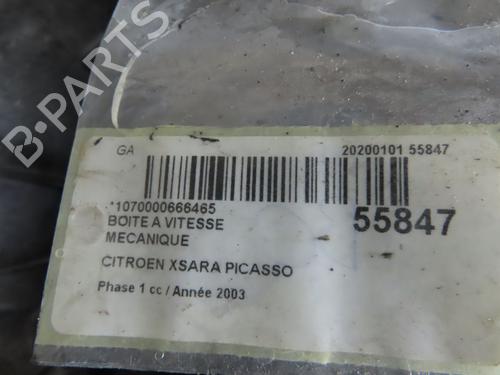 B-PARTS
GA
20200101 55847
*1070000666465
55847
BOITE A VITESSE
MECANIQUE
CITROEN XSARA PICASSO
Phase 1 cc / Année 2003